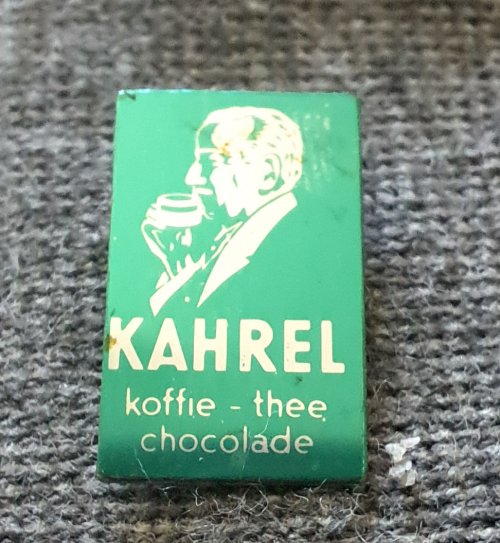 KAHREL
koffie - thee
chocolade